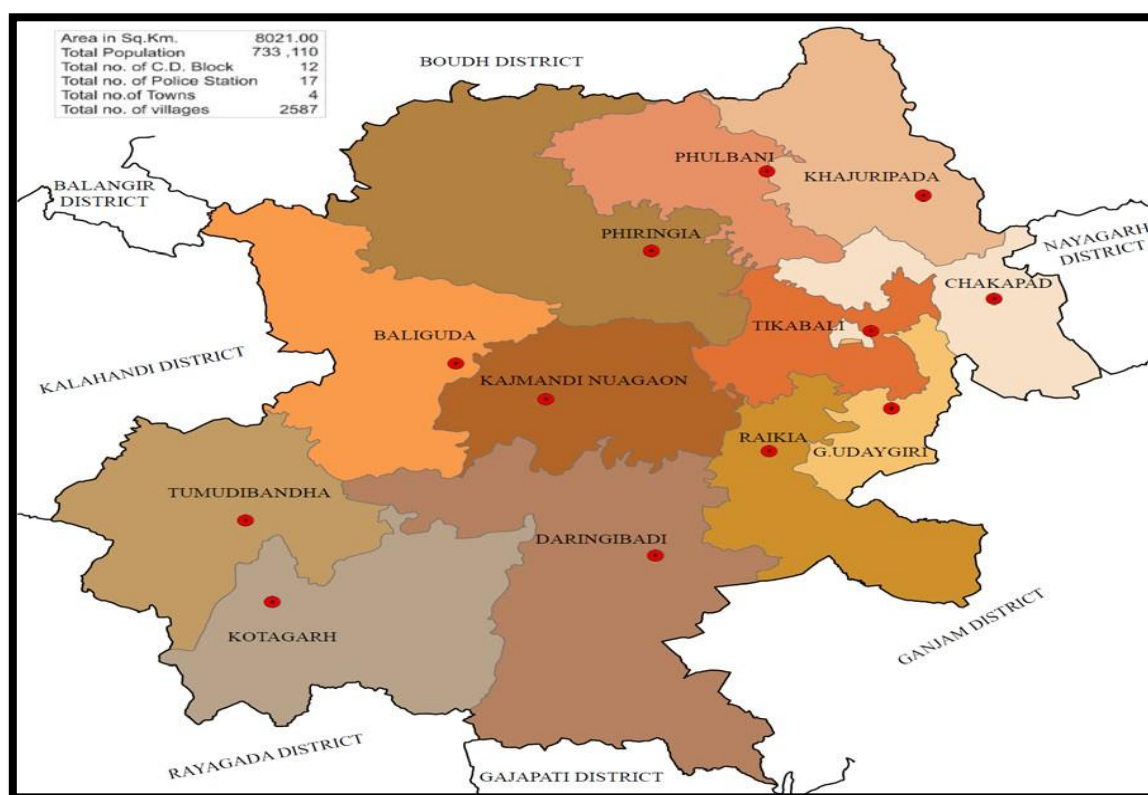 Area in Sq.Km. 8021.00
Total Population 733 ,110
Total no. of C.D. Block 12
Total no. of Police Station 17
Total no.of Towns 4
Total no. of villages 2587
BOUDH DISTRICT
PHULBANI
KHAJURIPADA
BALANGIR
DISTRICT
NAYAGARH
DISTRICT
PHIRINGIA
CHAKAPAD
TIKABALI
BALIGUDA
KALAHANDI DISTRICT
KAJMANDI NUAGAON
RAIKIA
G.UDAYGIRI
TUMUDIBANDHA
DARINGIBADI
KOTAGARH
GANJAM DISTRICT
RAYAGADA DISTRICT
GAJAPATI DISTRICT